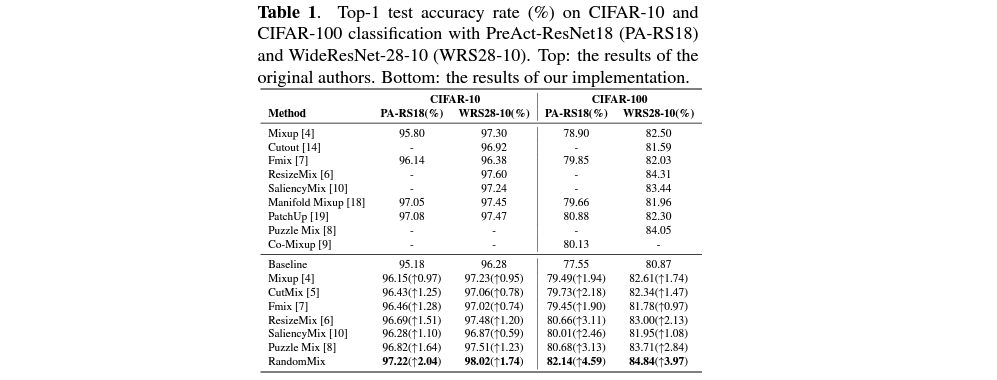 Table 1. Top-1 test accuracy rate (%) on CIFAR-10 and
CIFAR-100 classification with PreAct-ResNet18 (PA-RS18)
and WideResNet-28-10 (WRS28-10). Top: the results of the
original authors. Bottom: the results of our implementation.
CIFAR-10 CIFAR-100
Method PA-RS18(%) WRS28-10(%) PA-RS18(%) WRS28-10(%)
Mixup [4] 95.80 97.30 78.90 82.50
Cutout [14] - 96.92 - 81.59
Fmix [7] 96.14 96.38 79.85 82.03
ResizeMix [6] - 97.60 - 84.31
SaliencyMix [10] - 97.24 - 83.44
Manifold Mixup [18] 97.05 97.45 79.66 81.96
PatchUp [19] 97.08 97.47 80.88 82.30
Puzzle Mix [8] - - - 84.05
Co-Mixup [9] - - 80.13 -
Baseline 95.18 96.28 77.55 80.87
Mixup [4] 96.15(↑0.97) 97.23(↑0.95) 79.49(↑1.94) 82.61(↑1.74)
CutMix [5] 96.43(↑1.25) 97.06(↑0.78) 79.73(↑2.18) 82.34(↑1.47)
Fmix [7] 96.46(↑1.28) 97.02(↑0.74) 79.45(↑1.90) 81.78(↑0.97)
ResizeMix [6] 96.69(↑1.51) 97.48(↑1.20) 80.66(↑3.11) 83.00(↑2.13)
SaliencyMix [10] 96.28(↑1.10) 96.87(↑0.59) 80.01(↑2.46) 81.95(↑1.08)
Puzzle Mix [8] 96.82(↑1.64) 97.51(↑1.23) 80.68(↑3.13) 83.71(↑2.84)
RandomMix 97.22(↑2.04) 98.02(↑1.74) 82.14(↑4.59) 84.84(↑3.97)